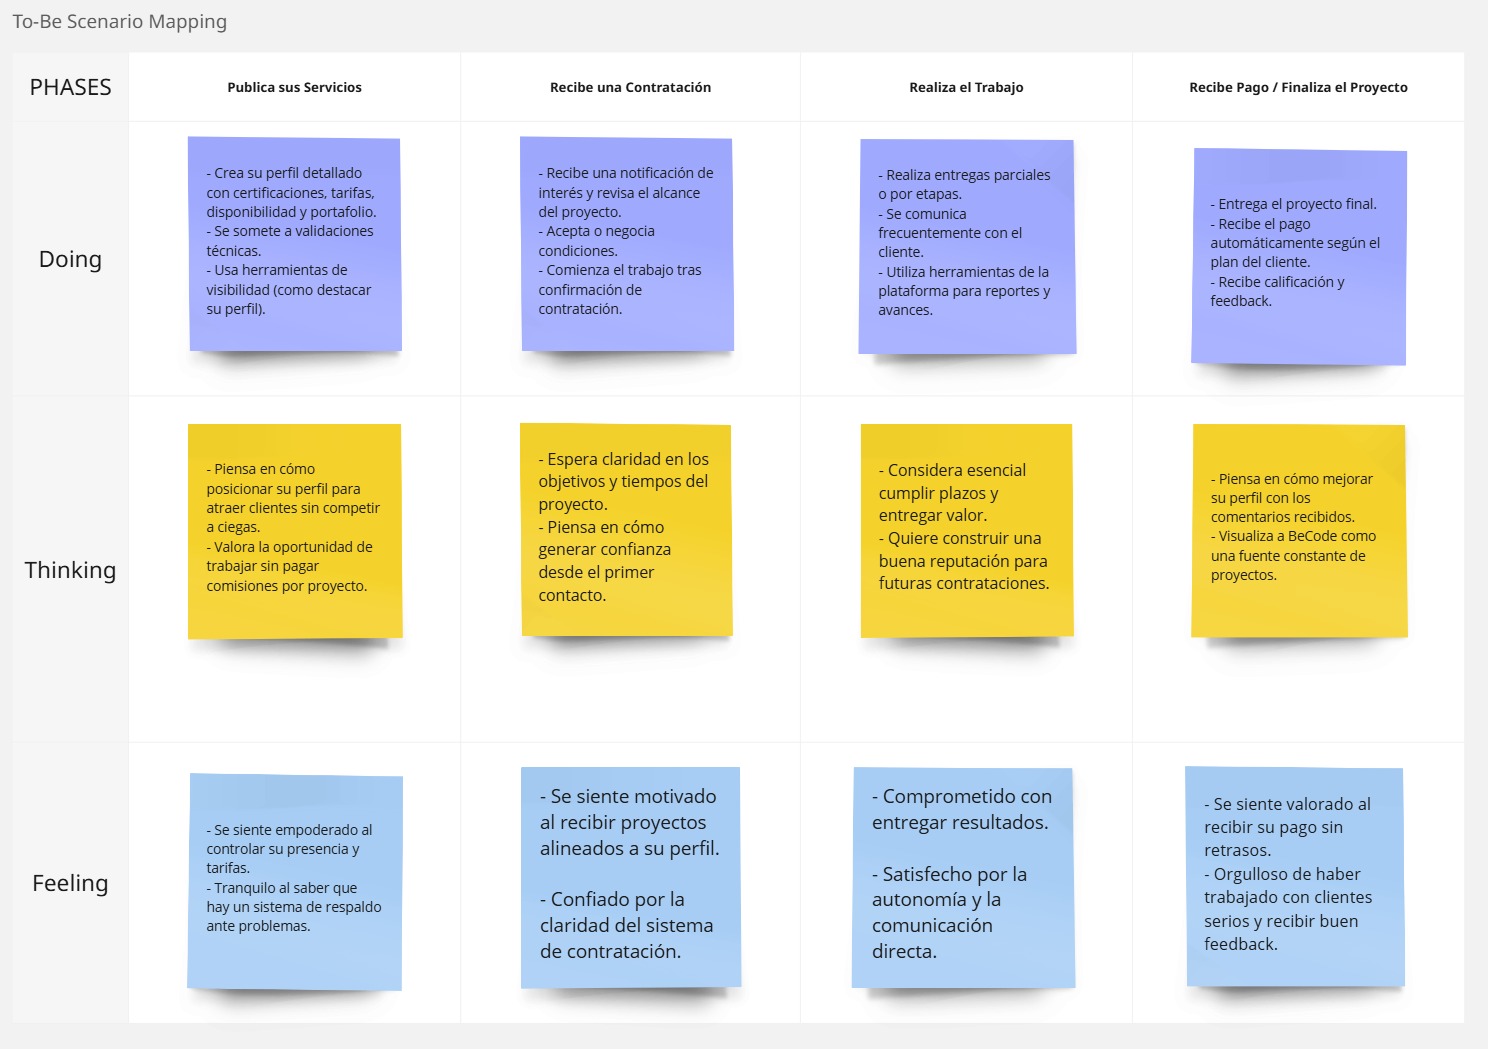 To-Be Scenario Mapping
PHASES
Publica sus Servicios
Recibe una Contratación
Realiza el Trabajo
Recibe Pago / Finaliza el Proyecto
Doing
- Crea su perfil detallado
con certificaciones, tarifas,
disponibilidad y portafolio.
- Se somete a validaciones
técnicas.
- Usa herramientas de
visibilidad (como destacar
su perfil).
- Recibe una notificación de
interés y revisa el alcance
del proyecto.
- Acepta o negocia
condiciones.
- Comienza el trabajo tras
confirmación de
contratación.
- Realiza entregas parciales
o por etapas.
- Se comunica
frecuentemente con el
cliente.
- Utiliza herramientas de la
plataforma para reportes y
avances.
- Entrega el proyecto final.
- Recibe el pago
automáticamente según el
plan del cliente.
- Recibe calificación y
feedback.
Thinking
- Piensa en cómo
posicionar su perfil para
atraer clientes sin competir
a ciegas.
- Valora la oportunidad de
trabajar sin pagar
comisiones por proyecto.
- Espera claridad en los
objetivos y tiempos del
proyecto.
- Piensa en cómo
generar confianza
desde el primer
contacto.
- Considera esencial
cumplir plazos y
entregar valor.
- Quiere construir una
buena reputación para
futuras contrataciones.
- Piensa en cómo mejorar
su perfil con los
comentarios recibidos.
- Visualiza a BeCode como
una fuente constante de
proyectos.
Feeling
- Se siente empoderado al
controlar su presencia y
tarifas.
- Tranquilo al saber que
hay un sistema de respaldo
ante problemas.
- Se siente motivado
al recibir proyectos
alineados a su perfil.
- Confiado por la
claridad del sistema
de contratación.
- Comprometido con
entregar resultados.
- Satisfecho por la
autonomía y la
comunicación
directa.
- Se siente valorado al
recibir su pago sin
retrasos.
- Orgulloso de haber
trabajado con clientes
serios y recibir buen
feedback.